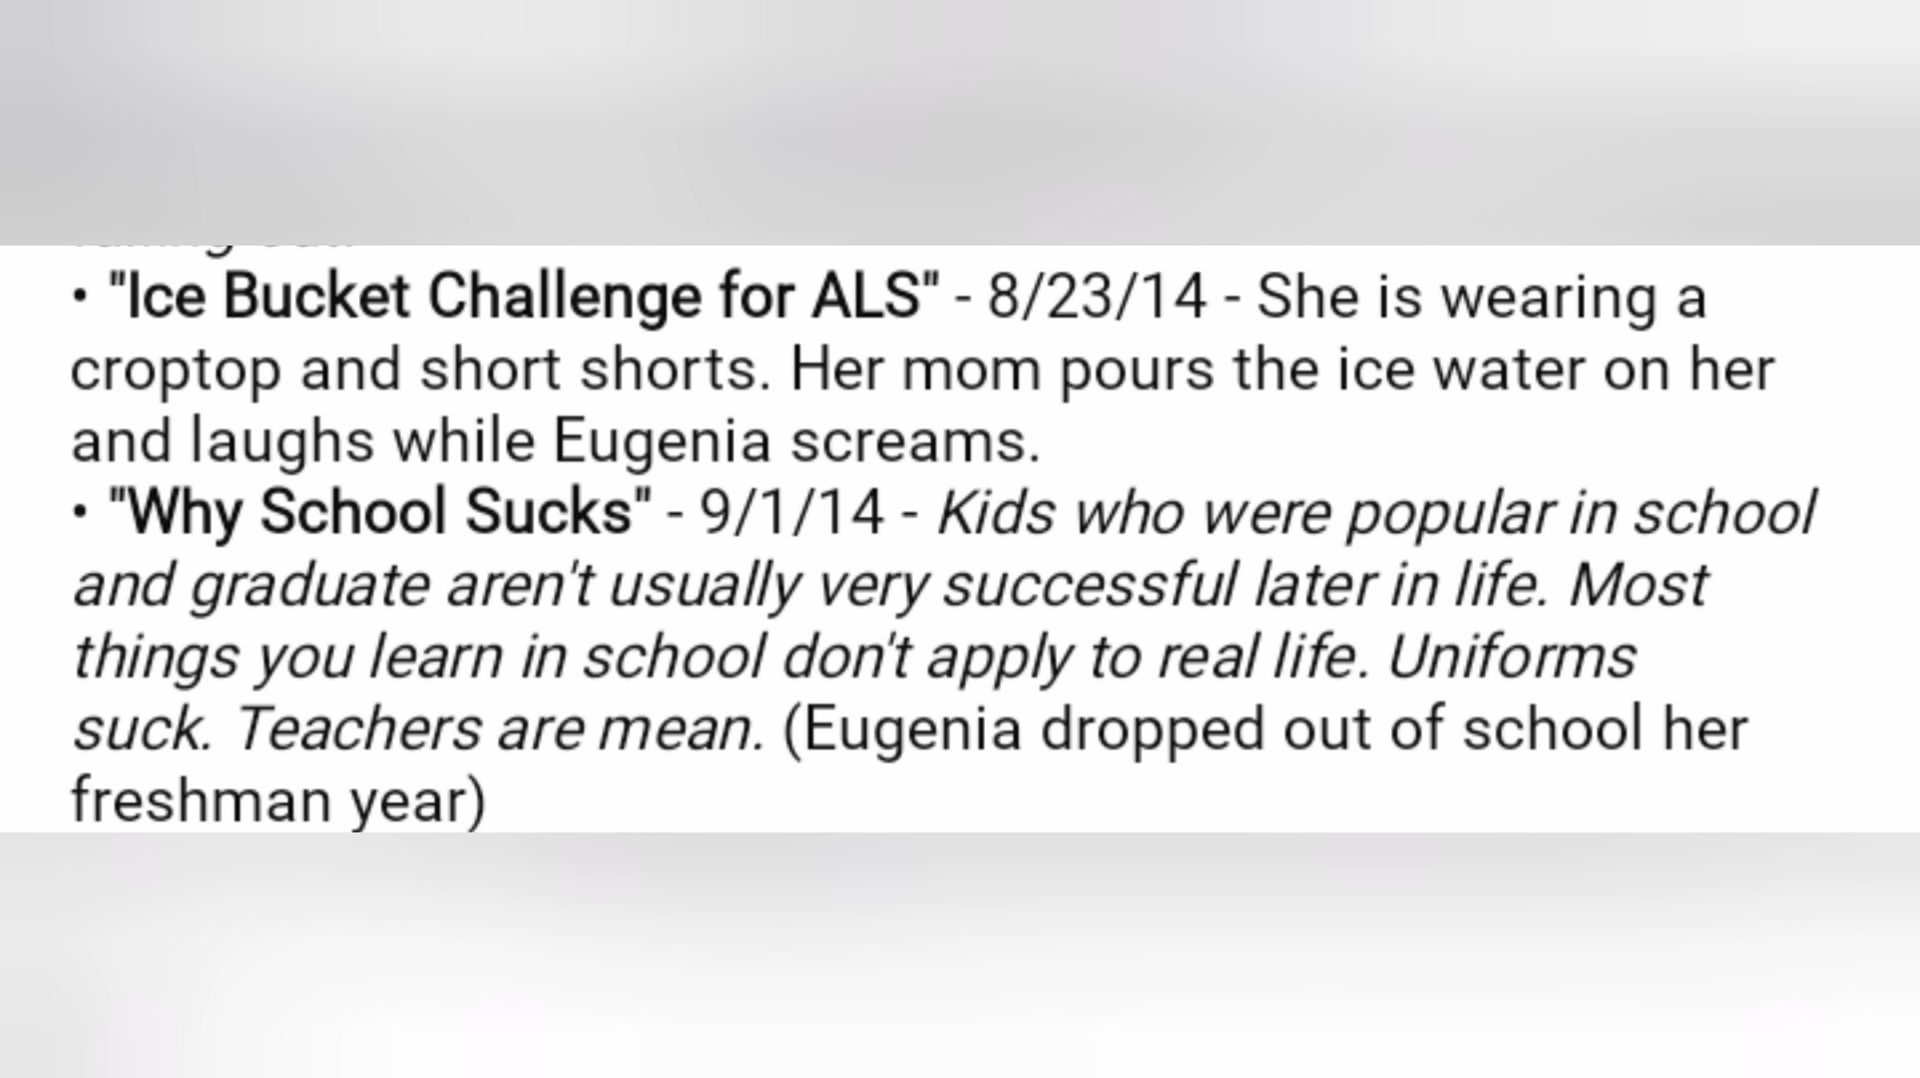 • "Ice Bucket Challenge for ALS" - 8/23/14 - She is wearing a
croptop and short shorts. Her mom pours the ice water on her
and laughs while Eugenia screams.
• "Why School Sucks" - 9/1/14 - Kids who were popular in school
and graduate aren't usually very successful later in life. Most
things you learn in school don't apply to real life. Uniforms
suck. Teachers are mean. (Eugenia dropped out of school her
freshman year)